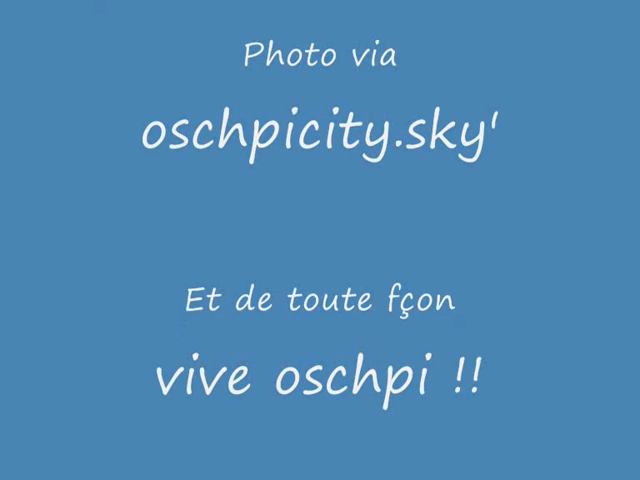 Photo via
oschpicity.sky'
Et de toute fçon
vive oschpi !!